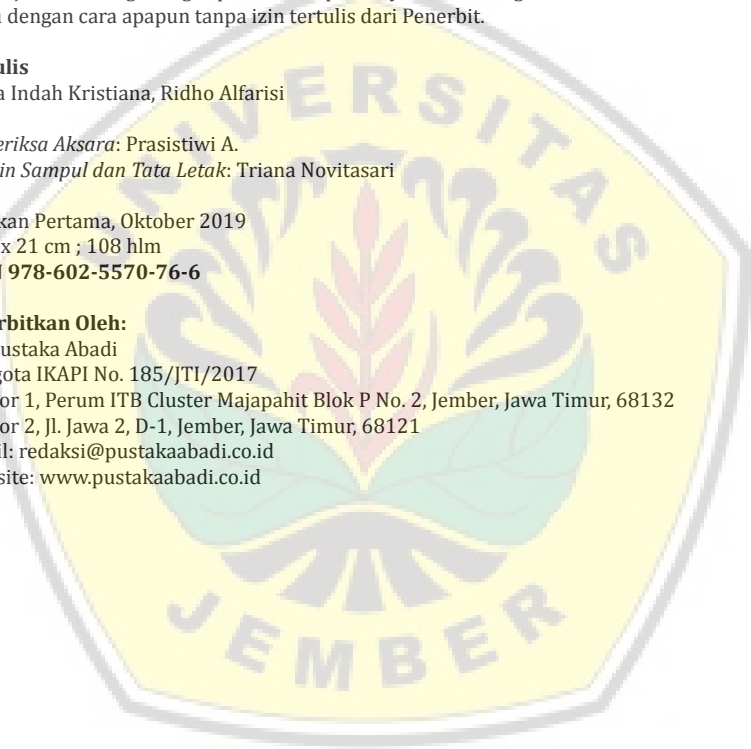 dengan cara apapun tanpa izin tertulis dari Penerbit.
ulis
Indah Kristiana, Ridho Alfarisi
eriksa Aksara: Prasistiwi A.
in Sampul dan Tata Letak: Triana Novitasari
kan Pertama, Oktober 2019
x 21 cm ; 108 hlm
978-602-5570-76-6
rbitkan Oleh:
ustaka Abadi
gota IKAPI No. 185/JTI/2017
or 1, Perum ITB Cluster Majapahit Blok P No. 2, Jember, Jawa Timur, 68132
or 2, Jl. Jawa 2, D-1, Jember, Jawa Timur, 68121
il: redaksi@pustakaabadi.co.id
site: www.pustakaabadi.co.id
UNIVERSITAS
JEMBER